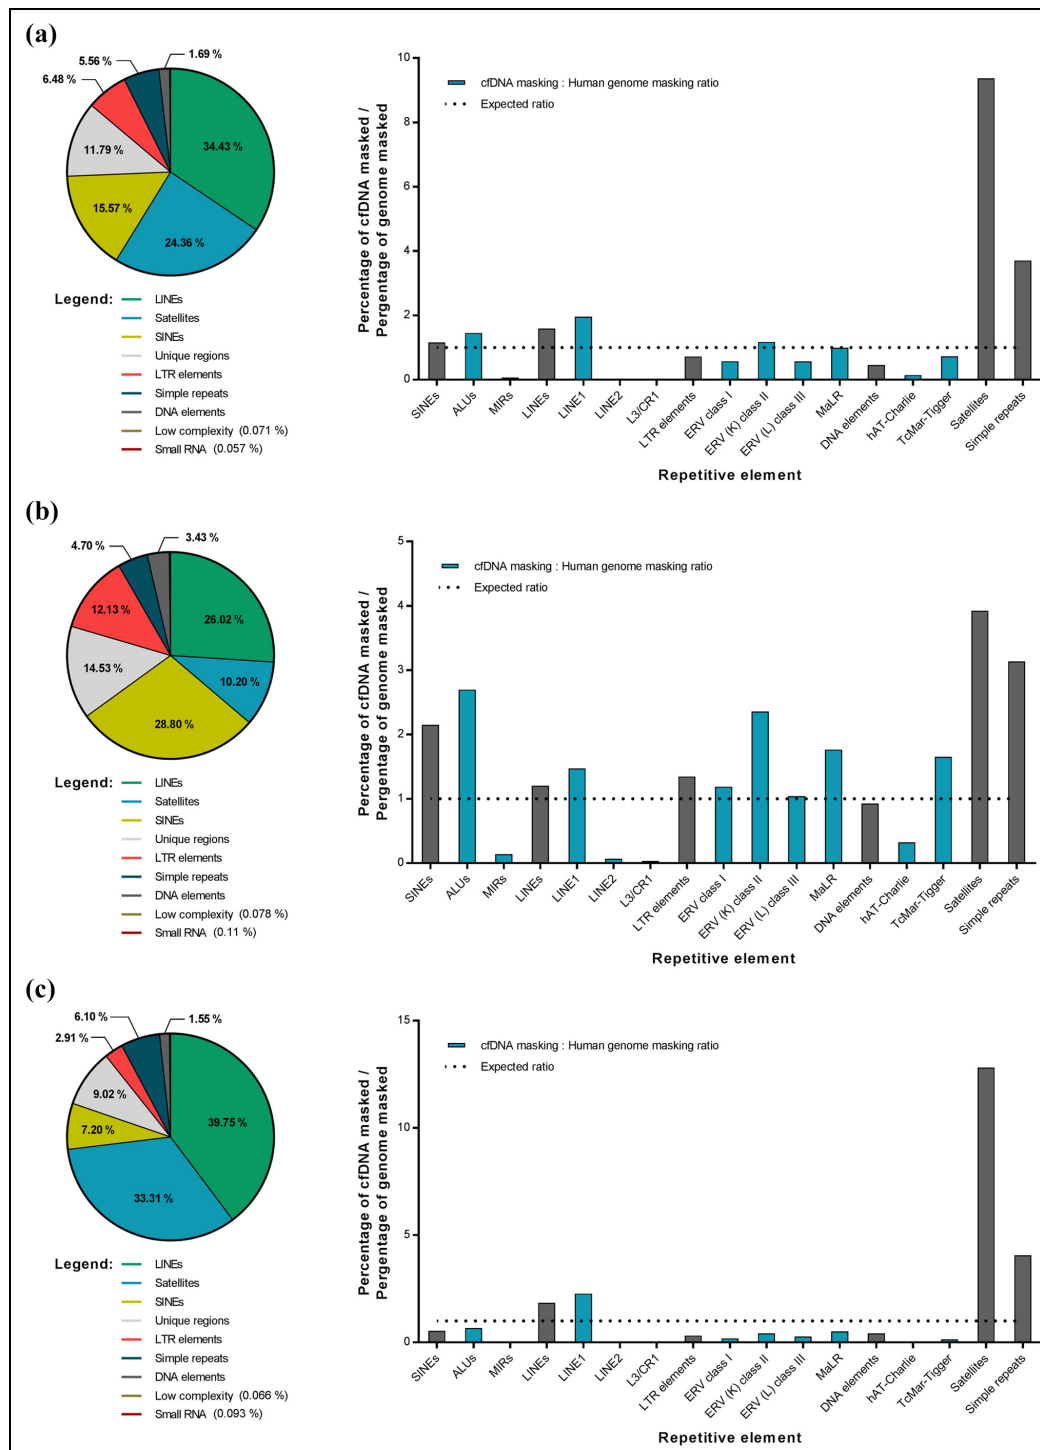 (a)
1.69 %
5.56 %
6.48 %
34.43 %
11.79 %
15.57 %
24.36 %
Legend:
LINEs
Satellites
SINEs
Unique regions
LTR elements
Simple repeats
DNA elements
Low complexity (0.071 %)
Small RNA (0.057 %)
Percentage of cfDNA masked /
Pergentage of genome masked
10
8
6
4
2
0
cfDNA masking : Human genome masking ratio
Expected ratio
SINEs
ALUs
MIRs
LINEs
LINE1
LINE2
L3/CR1
LTR elements
ERV class I
ERV (K) class II
ERV (L) class III
MaLR
DNA elements
hAT-Charlie
TcMar-Tigger
Satellites
Simple repeats
Repetitive element
(b)
3.43 %
4.70 %
12.13 %
26.02 %
14.53 %
10.20 %
28.80 %
Legend:
LINEs
Satellites
SINEs
Unique regions
LTR elements
Simple repeats
DNA elements
Low complexity (0.078 %)
Small RNA (0.11 %)
Percentage of cfDNA masked /
Pergentage of genome masked
5
4
3
2
1
0
cfDNA masking : Human genome masking ratio
Expected ratio
SINEs
ALUs
MIRs
LINEs
LINE1
LINE2
L3/CR1
LTR elements
ERV class I
ERV (K) class II
ERV (L) class III
MaLR
DNA elements
hAT-Charlie
TcMar-Tigger
Satellites
Simple repeats
Repetitive element
(c)
6.10 %
1.55 %
2.91 %
9.02 %
39.75 %
7.20 %
33.31 %
Legend:
LINEs
Satellites
SINEs
Unique regions
LTR elements
Simple repeats
DNA elements
Low complexity (0.066 %)
Small RNA (0.093 %)
Percentage of cfDNA masked /
Pergentage of genome masked
15
10
5
0
cfDNA masking : Human genome masking ratio
Expected ratio
SINEs
ALUs
MIRs
LINEs
LINE1
LINE2
L3/CR1
LTR elements
ERV class I
ERV (K) class II
ERV (L) class III
MaLR
DNA elements
hAT-Charlie
TcMar-Tigger
Satellites
Simple repeats
Repetitive element